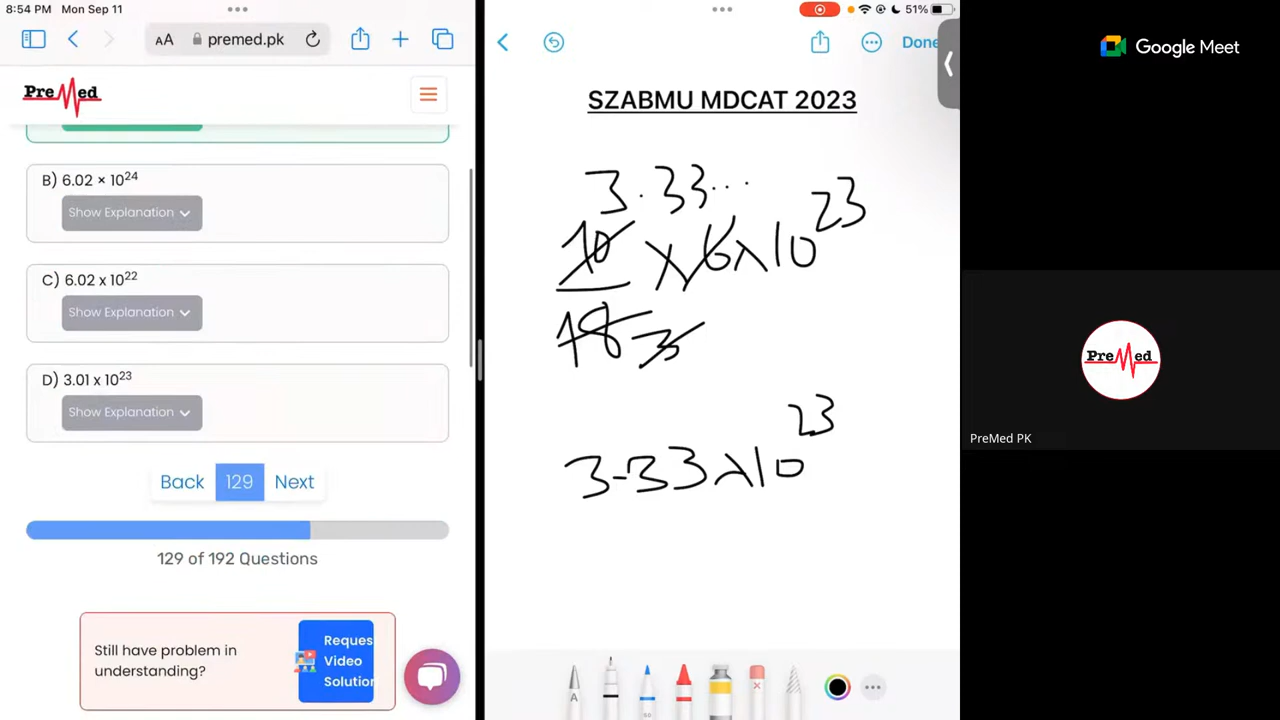 8:54 PM Mon Sep 11
51%
AA premed.pk
Done
Google Meet
PreMed
SZABMU MDCAT 2023
B) 6.02 × 10²⁴
Show Explanation
C) 6.02 x 10²²
Show Explanation
D) 3.01 x 10²³
Show Explanation
Back 129 Next
129 of 192 Questions
Still have problem in
understanding?
Reques
Video
Solution
3.33...
10 x 6 x 10²³
18 3
3.33 x 10²³
A
50
PreMed
PreMed PK